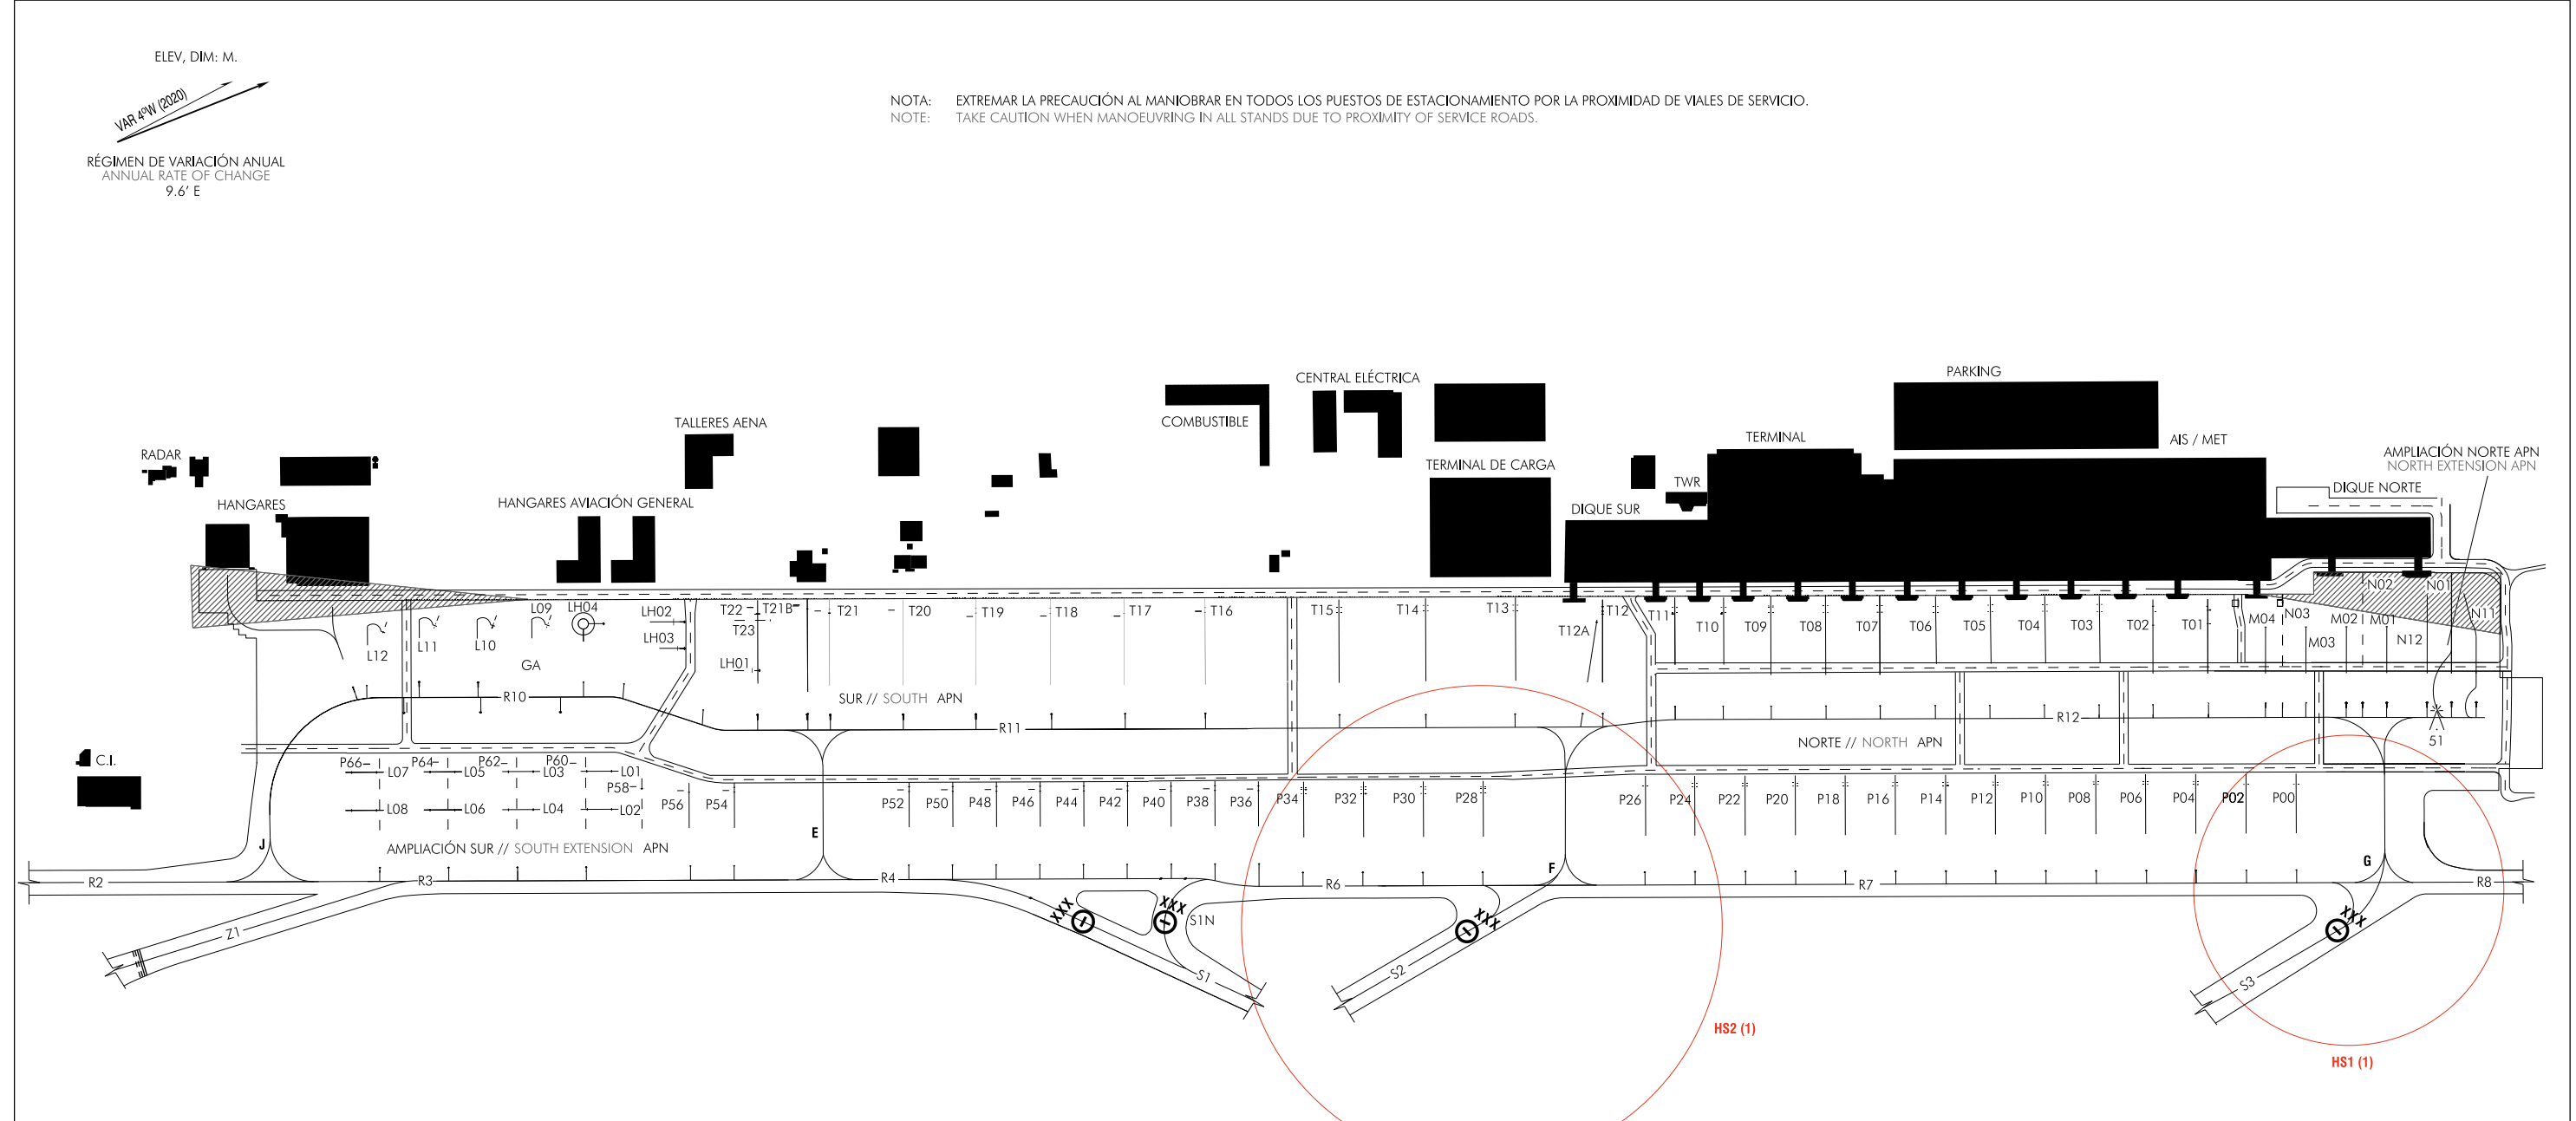 ELEV, DIM: M.
VAR 4ºW (2020)
RÉGIMEN DE VARIACIÓN ANUAL
ANNUAL RATE OF CHANGE
9.6’ E
NOTA: EXTREMAR LA PRECAUCIÓN AL MANIOBRAR EN TODOS LOS PUESTOS DE ESTACIONAMIENTO POR LA PROXIMIDAD DE VIALES DE SERVICIO.
NOTE: TAKE CAUTION WHEN MANOEUVRING IN ALL STANDS DUE TO PROXIMITY OF SERVICE ROADS.
PARKING
CENTRAL ELÉCTRICA
COMBUSTIBLE
TALLERES AENA
TERMINAL
AIS / MET
AMPLIACIÓN NORTE APN
NORTH EXTENSION APN
RADAR
TERMINAL DE CARGA
TWR
DIQUE NORTE
HANGARES
HANGARES AVIACIÓN GENERAL
DIQUE SUR
N02 N01
L09 LH04 LH02 T22 T21B T21 T20 T19 T18 T17 T16 T15 T14 T13 T12 T11 N03 N11
T23 T12A T10 T09 T08 T07 T06 T05 T04 T03 T02 T01 M04 M02 M01
LH03 M03 N12
L12 L11 L10
GA LH01
R10 SUR // SOUTH APN
R11 R12
NORTE // NORTH APN 51
C.I.
P66 L07 P64 L05 P62 L03 P60 L01
P58
L08 L06 L04 L02 P56 P54 P52 P50 P48 P46 P44 P42 P40 P38 P36 P34 P32 P30 P28 P26 P24 P22 P20 P18 P16 P14 P12 P10 P08 P06 P04 P02 P00
J AMPLIACIÓN SUR // SOUTH EXTENSION APN E F G
R2 R3 R4 R6 R7 R8
XXX XXX XXX XXX
Z1 S1N
S1 S2 S3
HS2 (1)
HS1 (1)